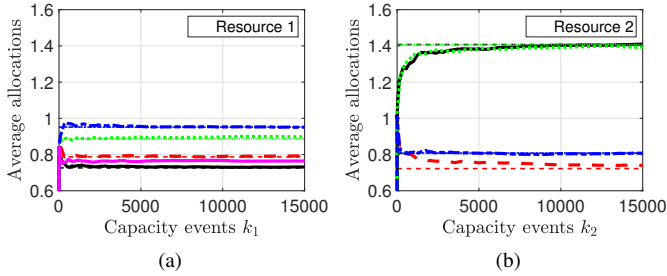 Resource 1
Average allocations
1.6
1.4
1.2
1
0.8
0.6
0
5000
10000
15000
Capacity events k₁
(a)
Resource 2
Average allocations
1.6
1.4
1.2
1
0.8
0.6
0
5000
10000
15000
Capacity events k₂
(b)